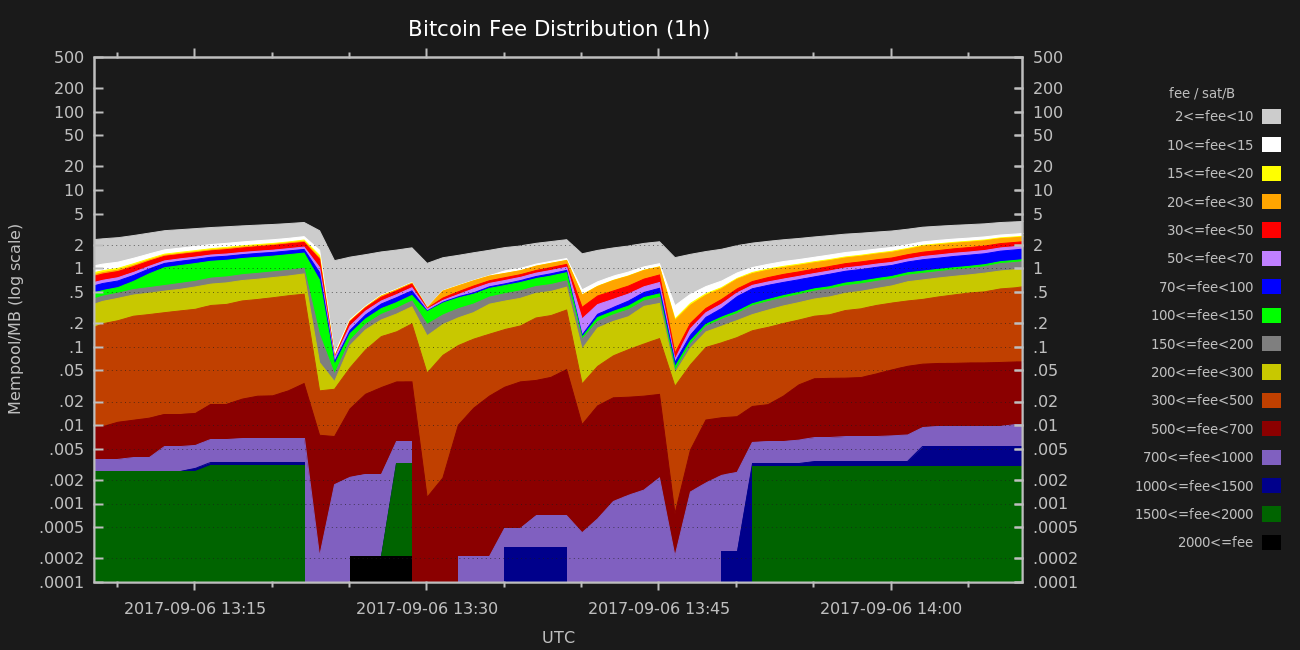 Bitcoin Fee Distribution (1h)
500
200
100
50
20
10
5
2
1
.5
.2
.1
.05
.02
.01
.005
.002
.001
.0005
.0002
.0001
Mempool/MB (log scale)
500
200
100
50
20
10
5
2
1
.5
.2
.1
.05
.02
.01
.005
.002
.001
.0005
.0002
.0001
2017-09-06 13:15
2017-09-06 13:30
2017-09-06 13:45
2017-09-06 14:00
UTC
fee / sat/B
2<=fee<10
10<=fee<15
15<=fee<20
20<=fee<30
30<=fee<50
50<=fee<70
70<=fee<100
100<=fee<150
150<=fee<200
200<=fee<300
300<=fee<500
500<=fee<700
700<=fee<1000
1000<=fee<1500
1500<=fee<2000
2000<=fee